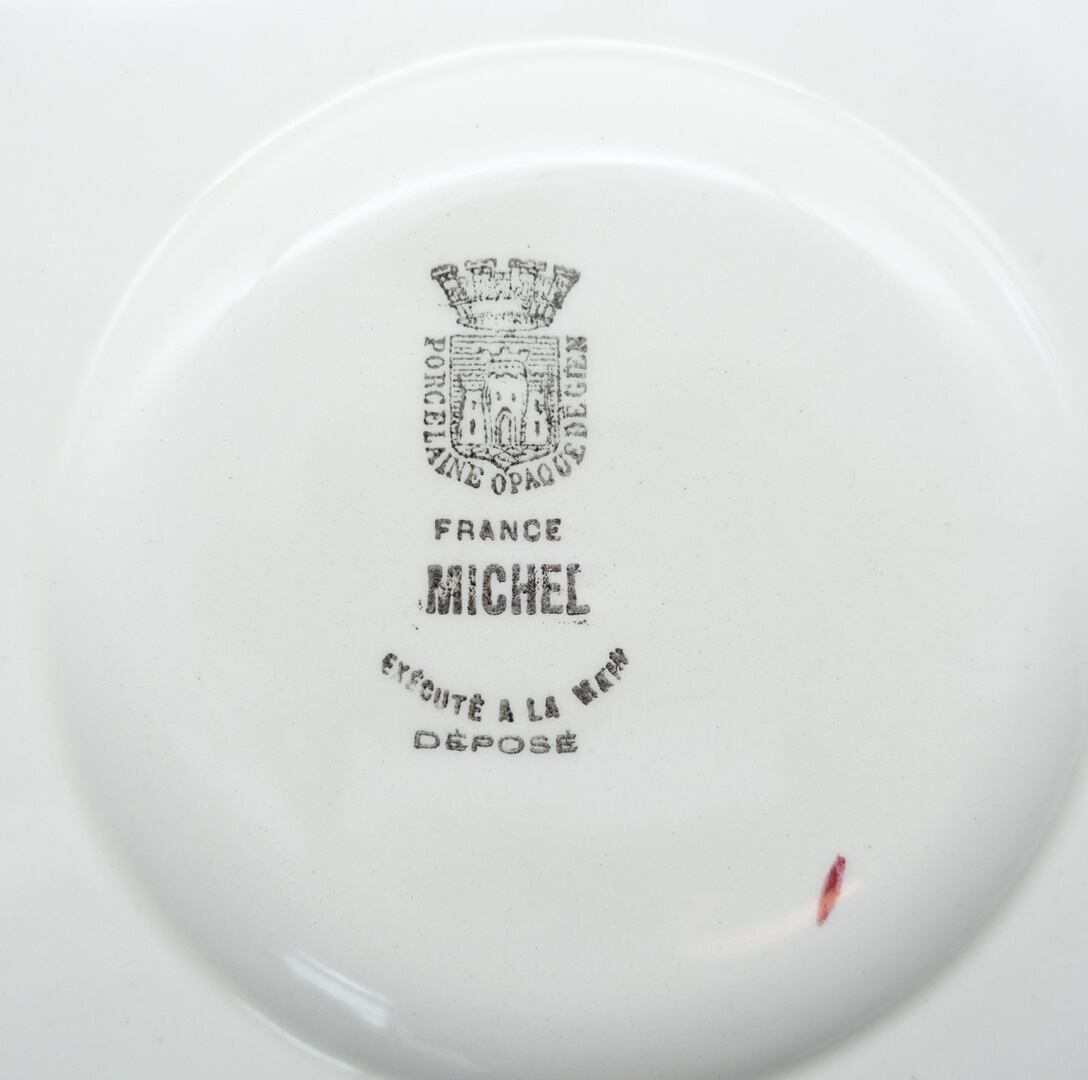 PORCELAINE OPAQUE DE GIEN
FRANCE
MICHEL
EXÉCUTÉ A LA MAIN
DÉPOSÉ